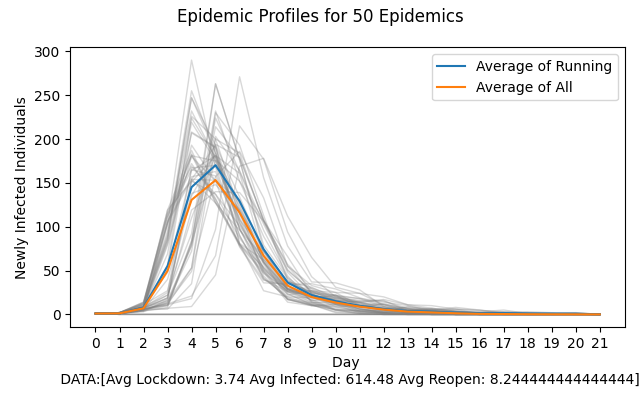 Epidemic Profiles for 50 Epidemics
300
250
200
150
100
50
0
Newly Infected Individuals
Average of Running
Average of All
0 1 2 3 4 5 6 7 8 9 10 11 12 13 14 15 16 17 18 19 20 21
Day
DATA:[Avg Lockdown: 3.74 Avg Infected: 614.48 Avg Reopen: 8.244444444444444]